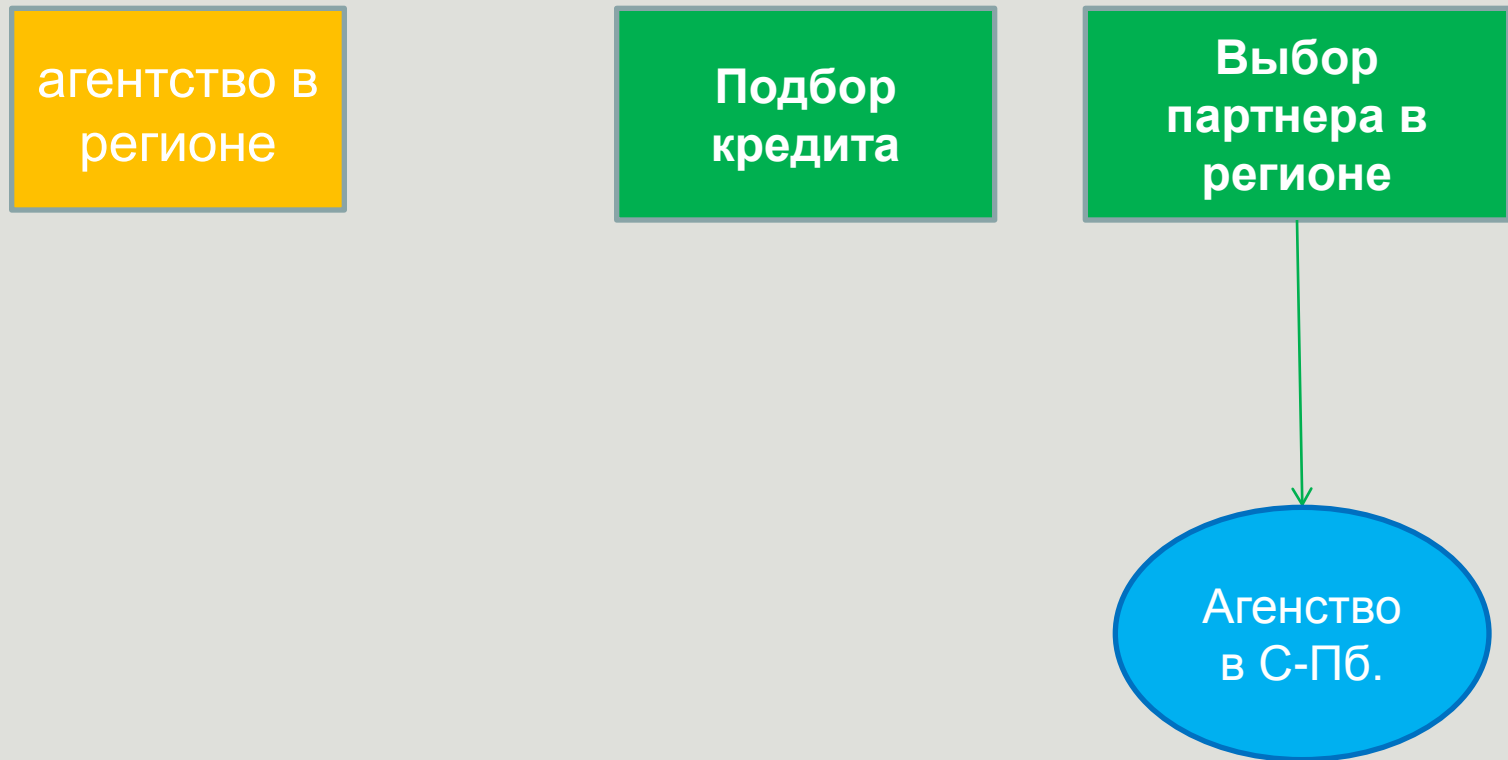 агентство в
регионе
Подбор
кредита
Выбор
партнера в
регионе
Агенство
в С-Пб.